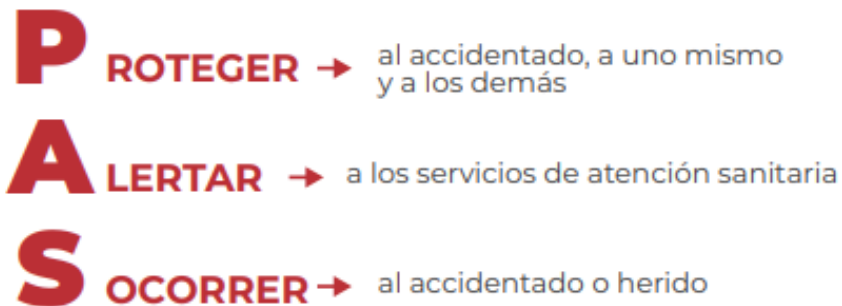 PROTEGER → al accidentado, a uno mismo
y a los demás
ALERTAR → a los servicios de atención sanitaria
SOCORRER → al accidentado o herido